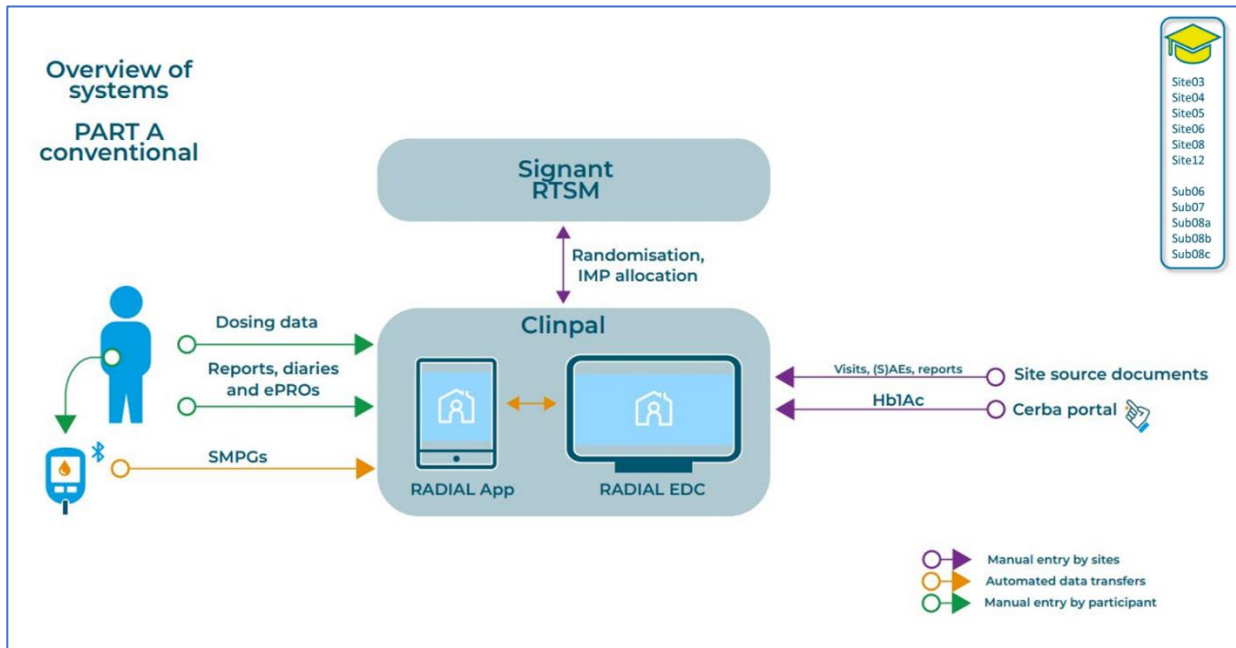 Overview of
systems
PART A
conventional
Site03
Site04
Site05
Site06
Site08
Site12
Sub06
Sub07
Sub08a
Sub08b
Sub08c
Signant
RTSM
Randomisation,
IMP allocation
Clinpal
Dosing data
Reports, diaries
and ePROs
SMPGs
RADIAL App
RADIAL EDC
Visits, (S)AEs, reports
Site source documents
Hb1Ac
Cerba portal
Manual entry by sites
Automated data transfers
Manual entry by participant